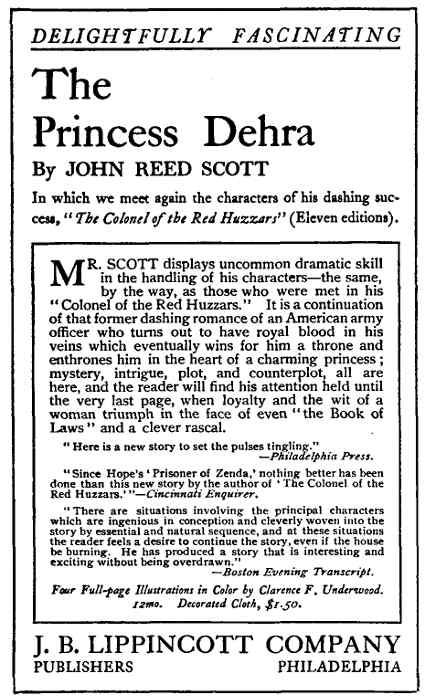 DELIGHTFULLY FASCINATING
The
Princess Dehra
By JOHN REED SCOTT
In which we meet again the characters of his dashing suc-
cess, "The Colonel of the Red Huzzars" (Eleven editions).
MR. SCOTT displays uncommon dramatic skill
in the handling of his characters—the same,
by the way, as those who were met in his
"Colonel of the Red Huzzars." It is a continuation
of that former dashing romance of an American army
officer who turns out to have royal blood in his
veins which eventually wins for him a throne and
enthrones him in the heart of a charming princess;
mystery, intrigue, plot, and counterplot, all are
here, and the reader will find his attention held until
the very last page, when loyalty and the wit of a
woman triumph in the face of even "the Book of
Laws" and a clever rascal.
"Here is a new story to set the pulses tingling."
—Philadelphia Press.
"Since Hope's 'Prisoner of Zenda,' nothing better has been
done than this new story by the author of 'The Colonel of the
Red Huzzars.'"—Cincinnati Enquirer.
"There are situations involving the principal characters
which are ingenious in conception and cleverly woven into the
story by essential and natural sequence, and at these situations
the reader feels a desire to continue the story, even if the house
be burning. He has produced a story that is interesting and
exciting without being overdrawn."
—Boston Evening Transcript.
Four Full-page Illustrations in Color by Clarence F. Underwood.
12mo. Decorated Cloth, $1.50.
J. B. LIPPINCOTT COMPANY
PUBLISHERS PHILADELPHIA